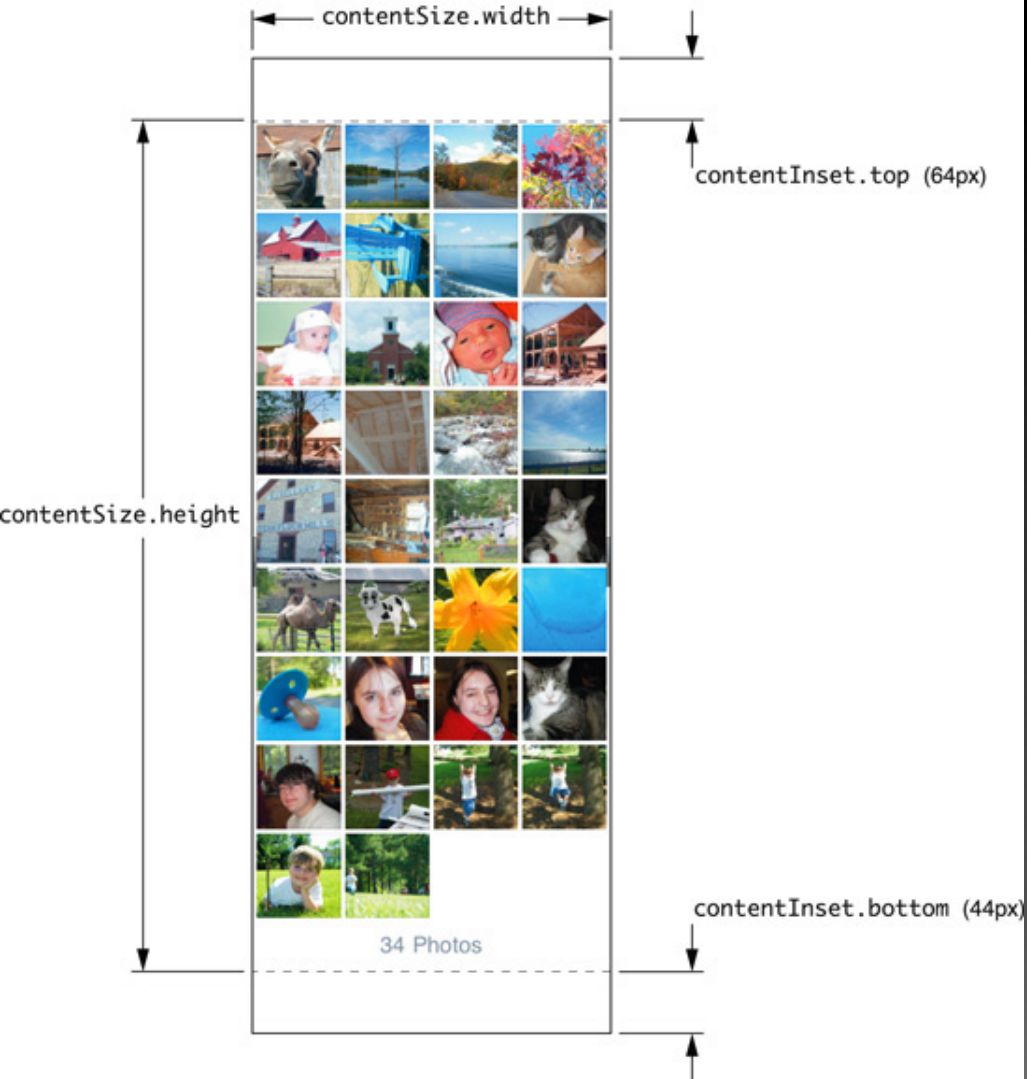 contentSize.width
contentInset.top (64px)
contentSize.height
contentInset.bottom (44px)
34 Photos